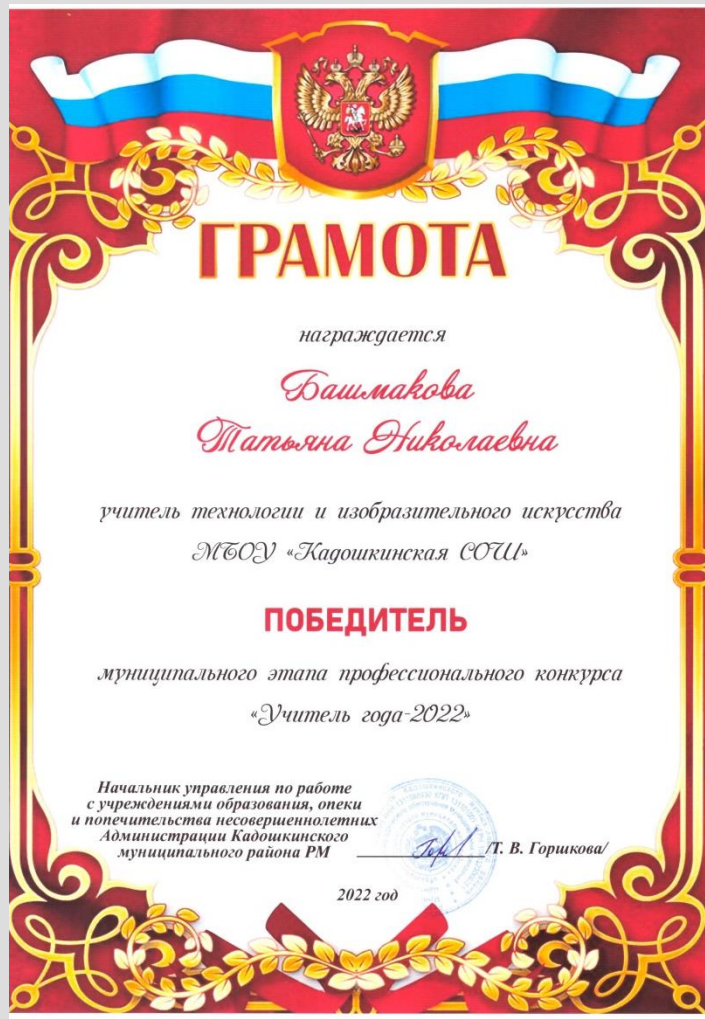 ГРАМОТА
награждается
Башмакова
Татьяна Николаевна
учитель технологии и изобразительного искусства
МБОУ «Кадошкинская СОШ»
ПОБЕДИТЕЛЬ
муниципального этапа профессионального конкурса
«Учитель года-2022»
Начальник управления по работе
с учреждениями образования, опеки
и попечительства несовершеннолетних
Администрации Кадошкинского
муниципального района РМ /Т. В. Горшкова/
2022 год